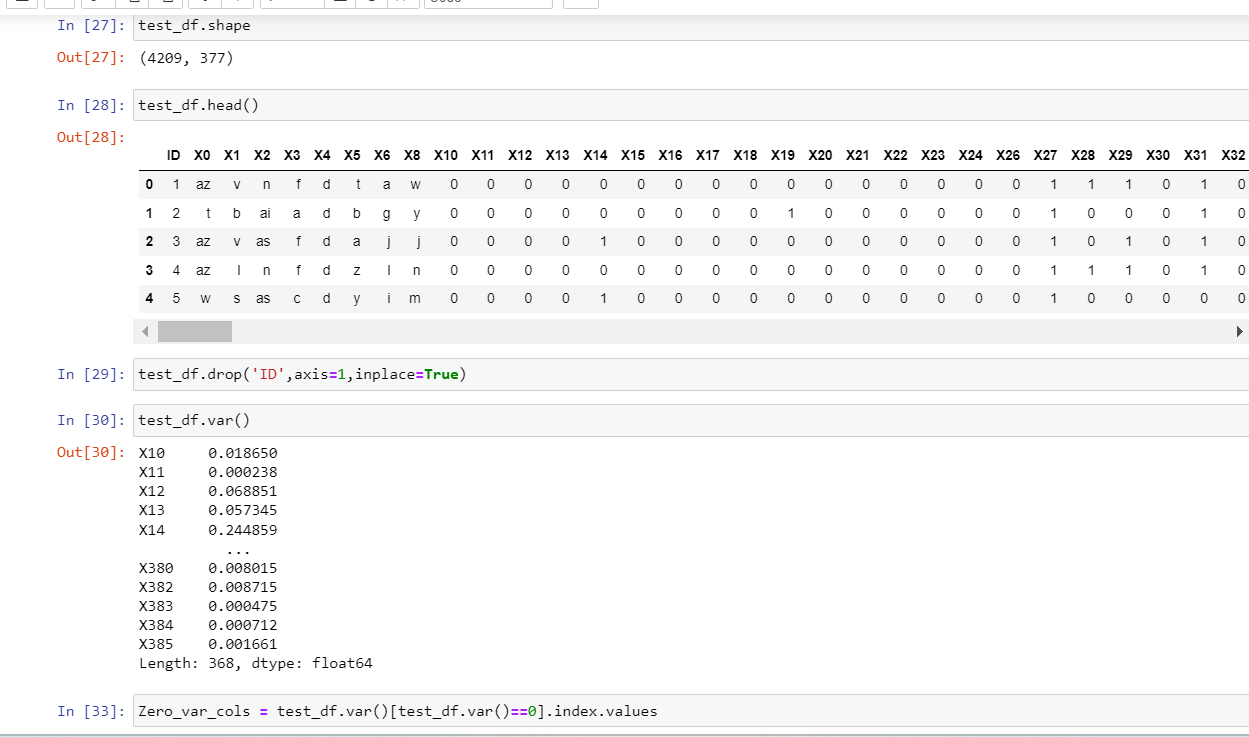 In [27]: test_df.shape
Out[27]: (4209, 377)
In [28]: test_df.head()
Out[28]:
ID X0 X1 X2 X3 X4 X5 X6 X8 X10 X11 X12 X13 X14 X15 X16 X17 X18 X19 X20 X21 X22 X23 X24 X26 X27 X28 X29 X30 X31 X32
0 1 az v n f d t a w 0 0 0 0 0 0 0 0 0 0 0 0 0 0 0 0 1 1 1 0 1 0
1 2 t b ai a d b g y 0 0 0 0 0 0 0 0 0 1 0 0 0 0 0 0 1 0 0 0 1 0
2 3 az v as f d a j j 0 0 0 0 1 0 0 0 0 0 0 0 0 0 0 0 1 0 1 0 1 0
3 4 az l n f d z l n 0 0 0 0 0 0 0 0 0 0 0 0 0 0 0 0 1 1 1 0 1 0
4 5 w s as c d y i m 0 0 0 0 1 0 0 0 0 0 0 0 0 0 0 0 1 0 0 0 0 0
In [29]: test_df.drop('ID',axis=1,inplace=True)
In [30]: test_df.var()
Out[30]: X10 0.018650
X11 0.000238
X12 0.068851
X13 0.057345
X14 0.244859
...
X380 0.008015
X382 0.008715
X383 0.000475
X384 0.000712
X385 0.001661
Length: 368, dtype: float64
In [33]: Zero_var_cols = test_df.var()[test_df.var()==0].index.values